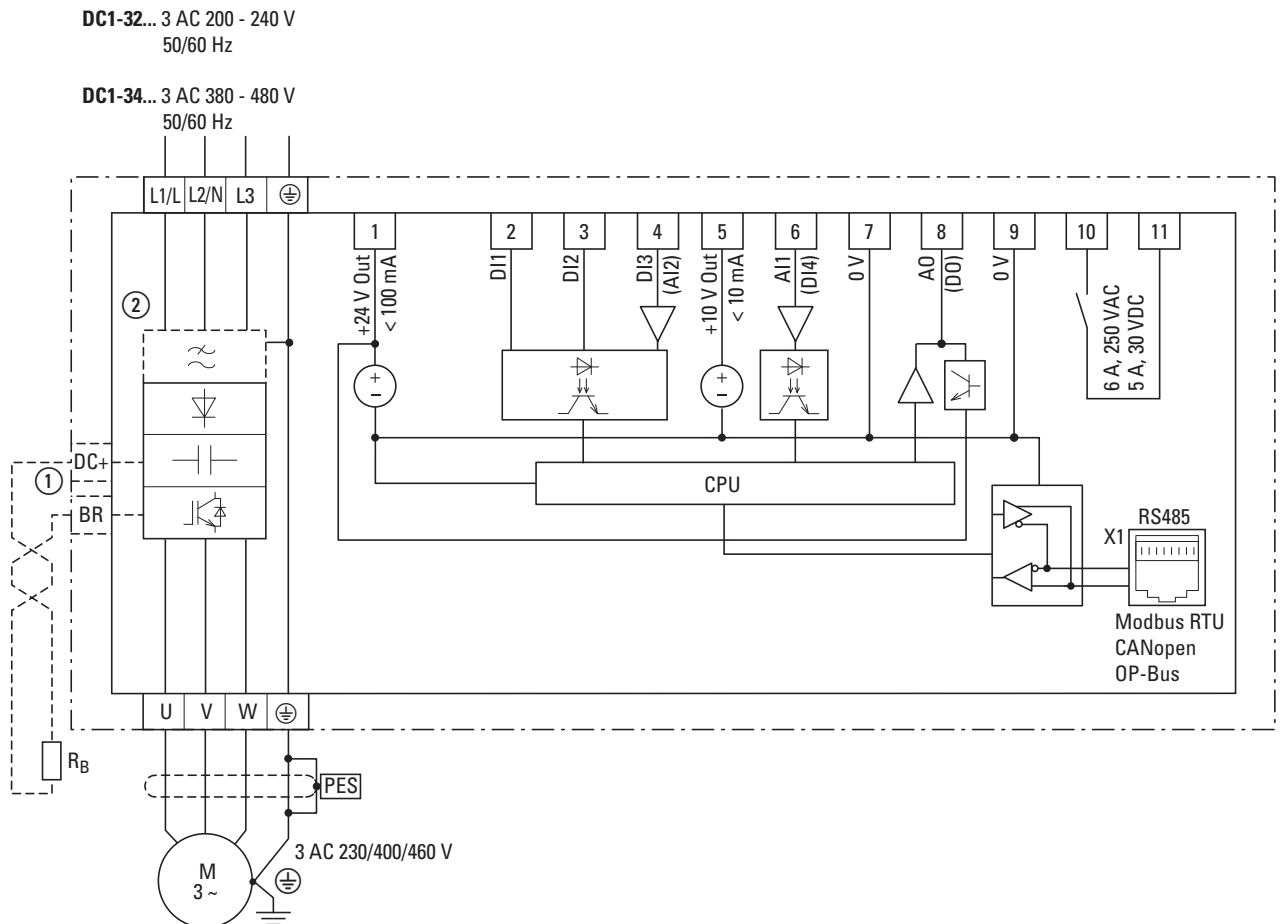 DC1-32... 3 AC 200 - 240 V
50/60 Hz
DC1-34... 3 AC 380 - 480 V
50/60 Hz
L1/L L2/N L3
1 2 3 4 5 6 7 8 9 10 11
+24 V Out
< 100 mA
DI1
DI2
DI3
(AI2)
+10 V Out
< 10 mA
AI1
(DI4)
0 V
AO
(DO)
0 V
6 A, 250 VAC
5 A, 30 VDC
2
+
−
+
−
DC+
1
BR
CPU
RS485
X1
Modbus RTU
CANopen
OP-Bus
U V W
RB
PES
3 AC 230/400/460 V
M
3 ~